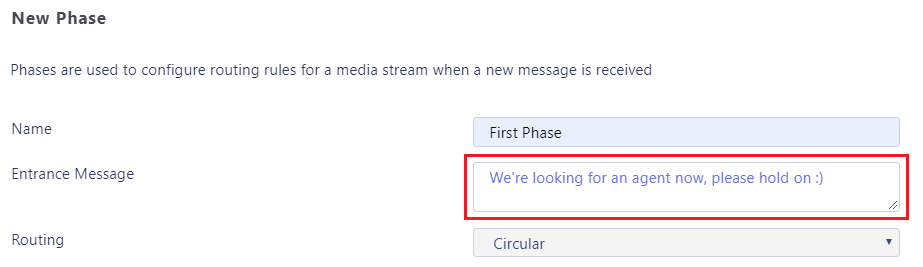 New Phase
Phases are used to configure routing rules for a media stream when a new message is received
Name
First Phase
Entrance Message
We're looking for an agent now, please hold on :)
Routing
Circular